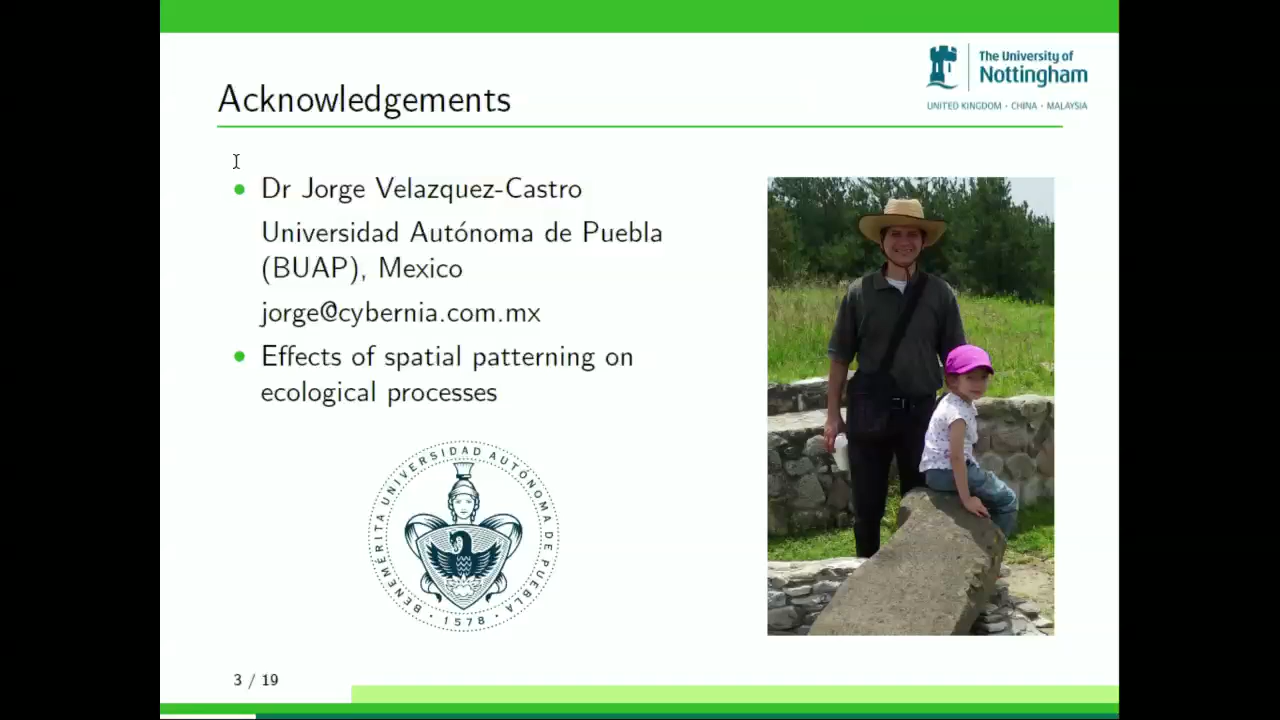 The University of
Nottingham
UNITED KINGDOM · CHINA · MALAYSIA
Acknowledgements
Dr Jorge Velazquez-Castro
Universidad Autónoma de Puebla
(BUAP), Mexico
jorge@cybernia.com.mx
Effects of spatial patterning on
ecological processes
BENEMÉRITA UNIVERSIDAD AUTÓNOMA DE PUEBLA
· 1578 ·
3 / 19